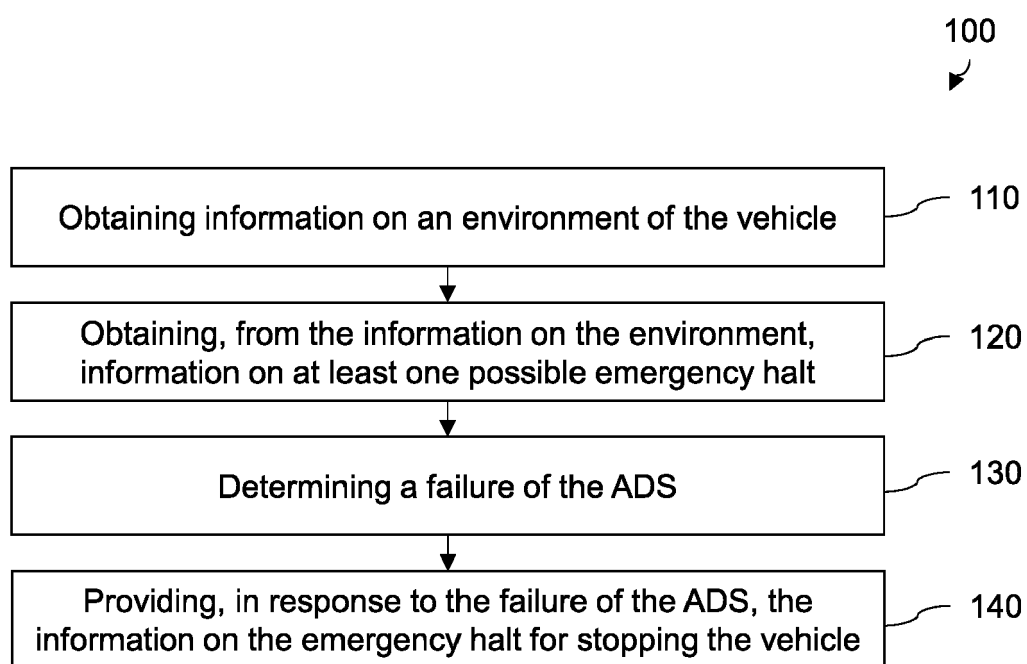 100
Obtaining information on an environment of the vehicle
110
Obtaining, from the information on the environment,
information on at least one possible emergency halt
120
Determining a failure of the ADS
130
Providing, in response to the failure of the ADS, the
information on the emergency halt for stopping the vehicle
140